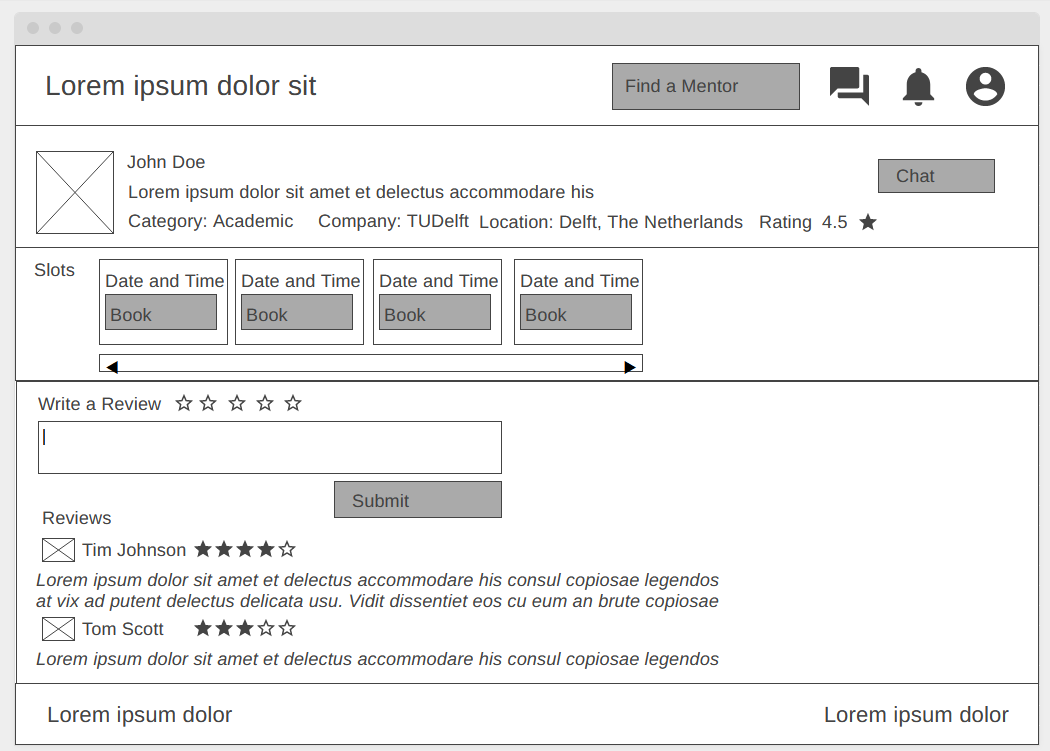 Lorem ipsum dolor sit
Find a Mentor
John Doe
Chat
Lorem ipsum dolor sit amet et delectus accommodare his
Category: Academic Company: TUDelft Location: Delft, The Netherlands Rating 4.5
Slots
Date and Time Date and Time Date and Time Date and Time
Book Book Book Book
Write a Review
Submit
Reviews
Tim Johnson
Lorem ipsum dolor sit amet et delectus accommodare his consul copiosae legendos
at vix ad putent delectus delicata usu. Vidit dissentiet eos cu eum an brute copiosae
Tom Scott
Lorem ipsum dolor sit amet et delectus accommodare his consul copiosae legendos
Lorem ipsum dolor
Lorem ipsum dolor